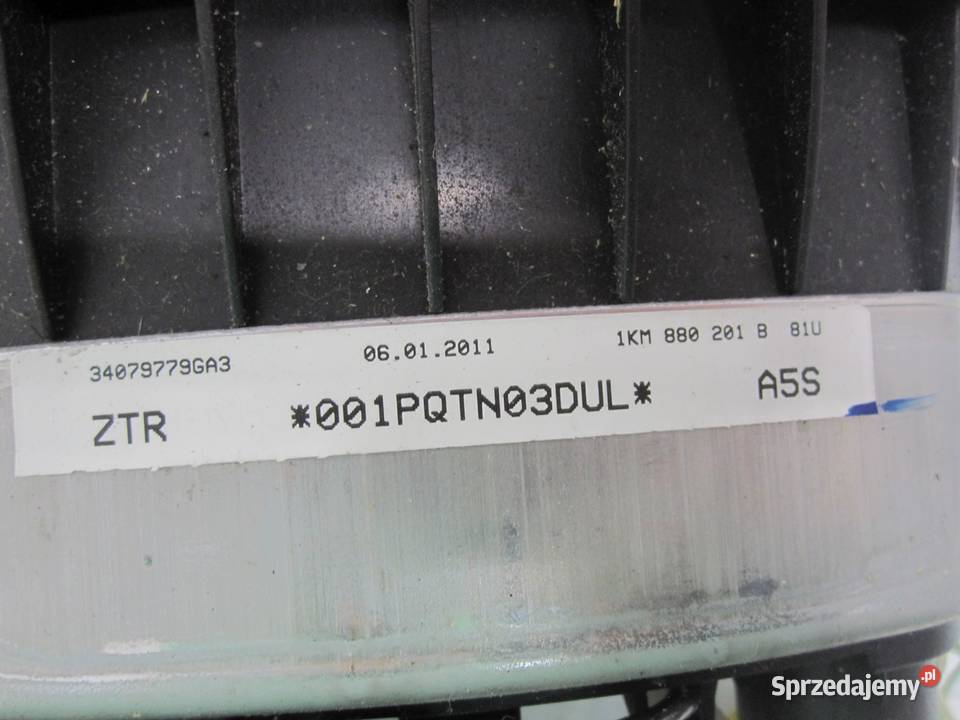 34079779GA3 06.01.2011 1KM 880 201 B 81U
ZTR *001PQTN03DUL* A5S
Sprzedajemy.pl